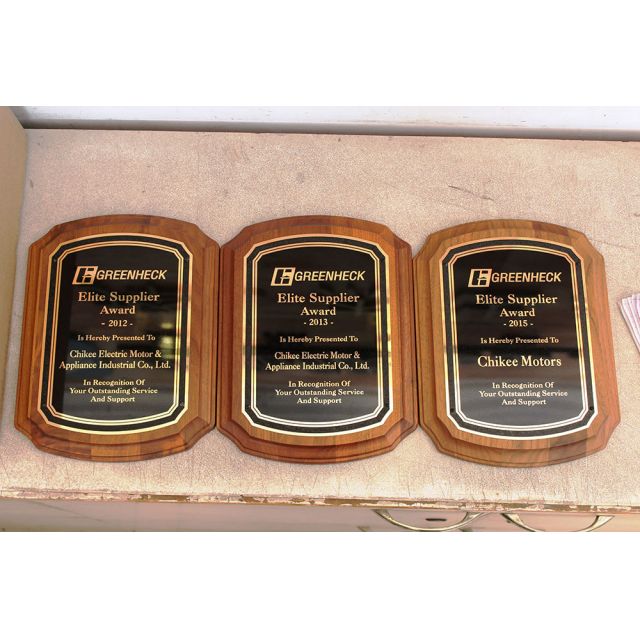 GREENHECK
Elite Supplier
Award
- 2012 -
Is Hereby Presented To
Chikee Electric Motor &
Appliance Industrial Co., Ltd.
In Recognition Of
Your Outstanding Service
And Support
GREENHECK
Elite Supplier
Award
- 2013 -
Is Hereby Presented To
Chikee Electric Motor &
Appliance Industrial Co., Ltd.
In Recognition Of
Your Outstanding Service
And Support
GREENHECK
Elite Supplier
Award
- 2015 -
Is Hereby Presented To
Chikee Motors
In Recognition Of
Your Outstanding Service
And Support